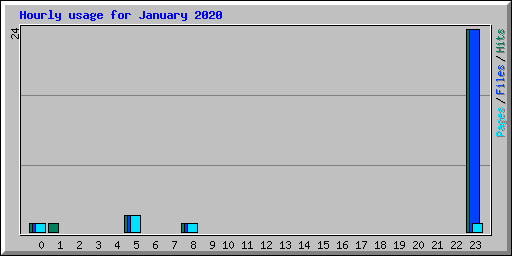 Hourly usage for January 2020
24
Pages/Files/Hits
0 1 2 3 4 5 6 7 8 9 10 11 12 13 14 15 16 17 18 19 20 21 22 23